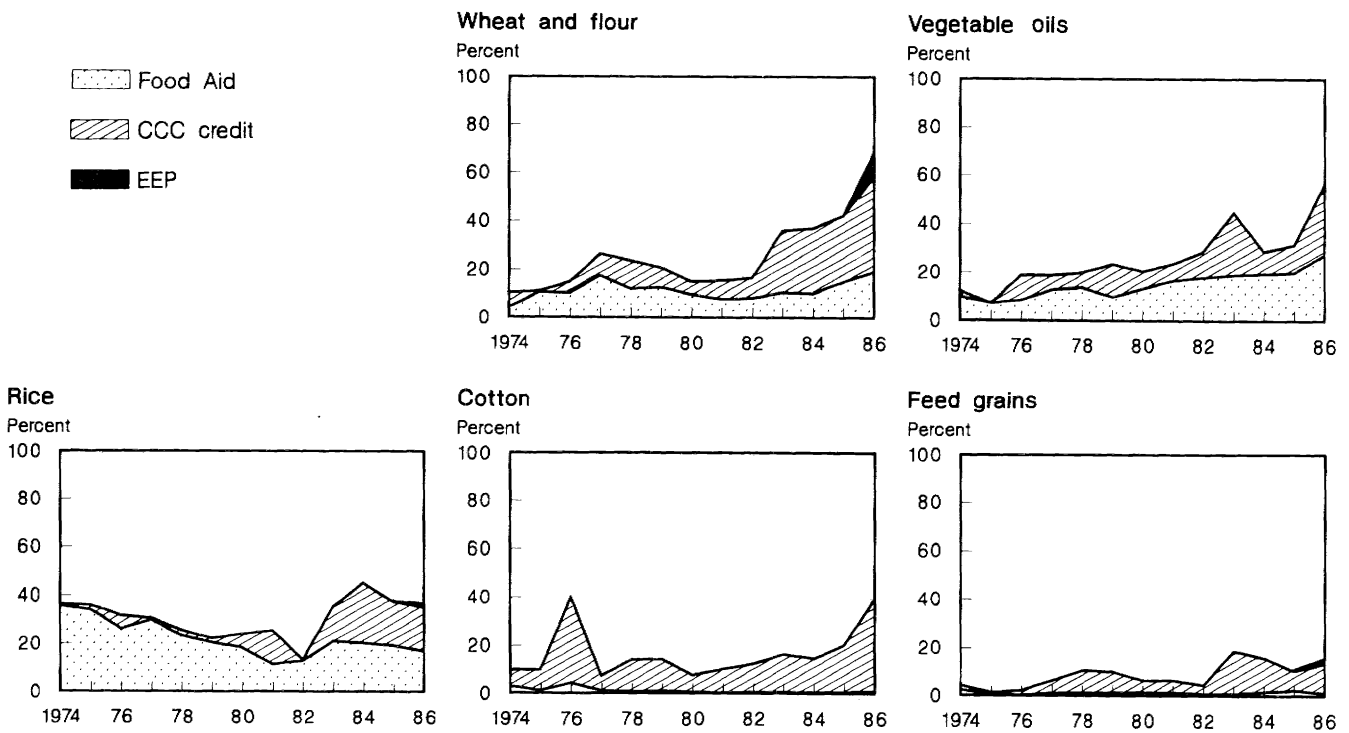 Food Aid
CCC credit
EEP
Wheat and flour
Percent
100
80
60
40
20
0
1974 76 78 80 82 84 86
Vegetable oils
Percent
100
80
60
40
20
0
1974 76 78 80 82 84 86
Rice
Percent
100
80
60
40
20
0
1974 76 78 80 82 84 86
Cotton
Percent
100
80
60
40
20
0
1974 76 78 80 82 84 86
Feed grains
Percent
100
80
60
40
20
0
1974 76 78 80 82 84 86